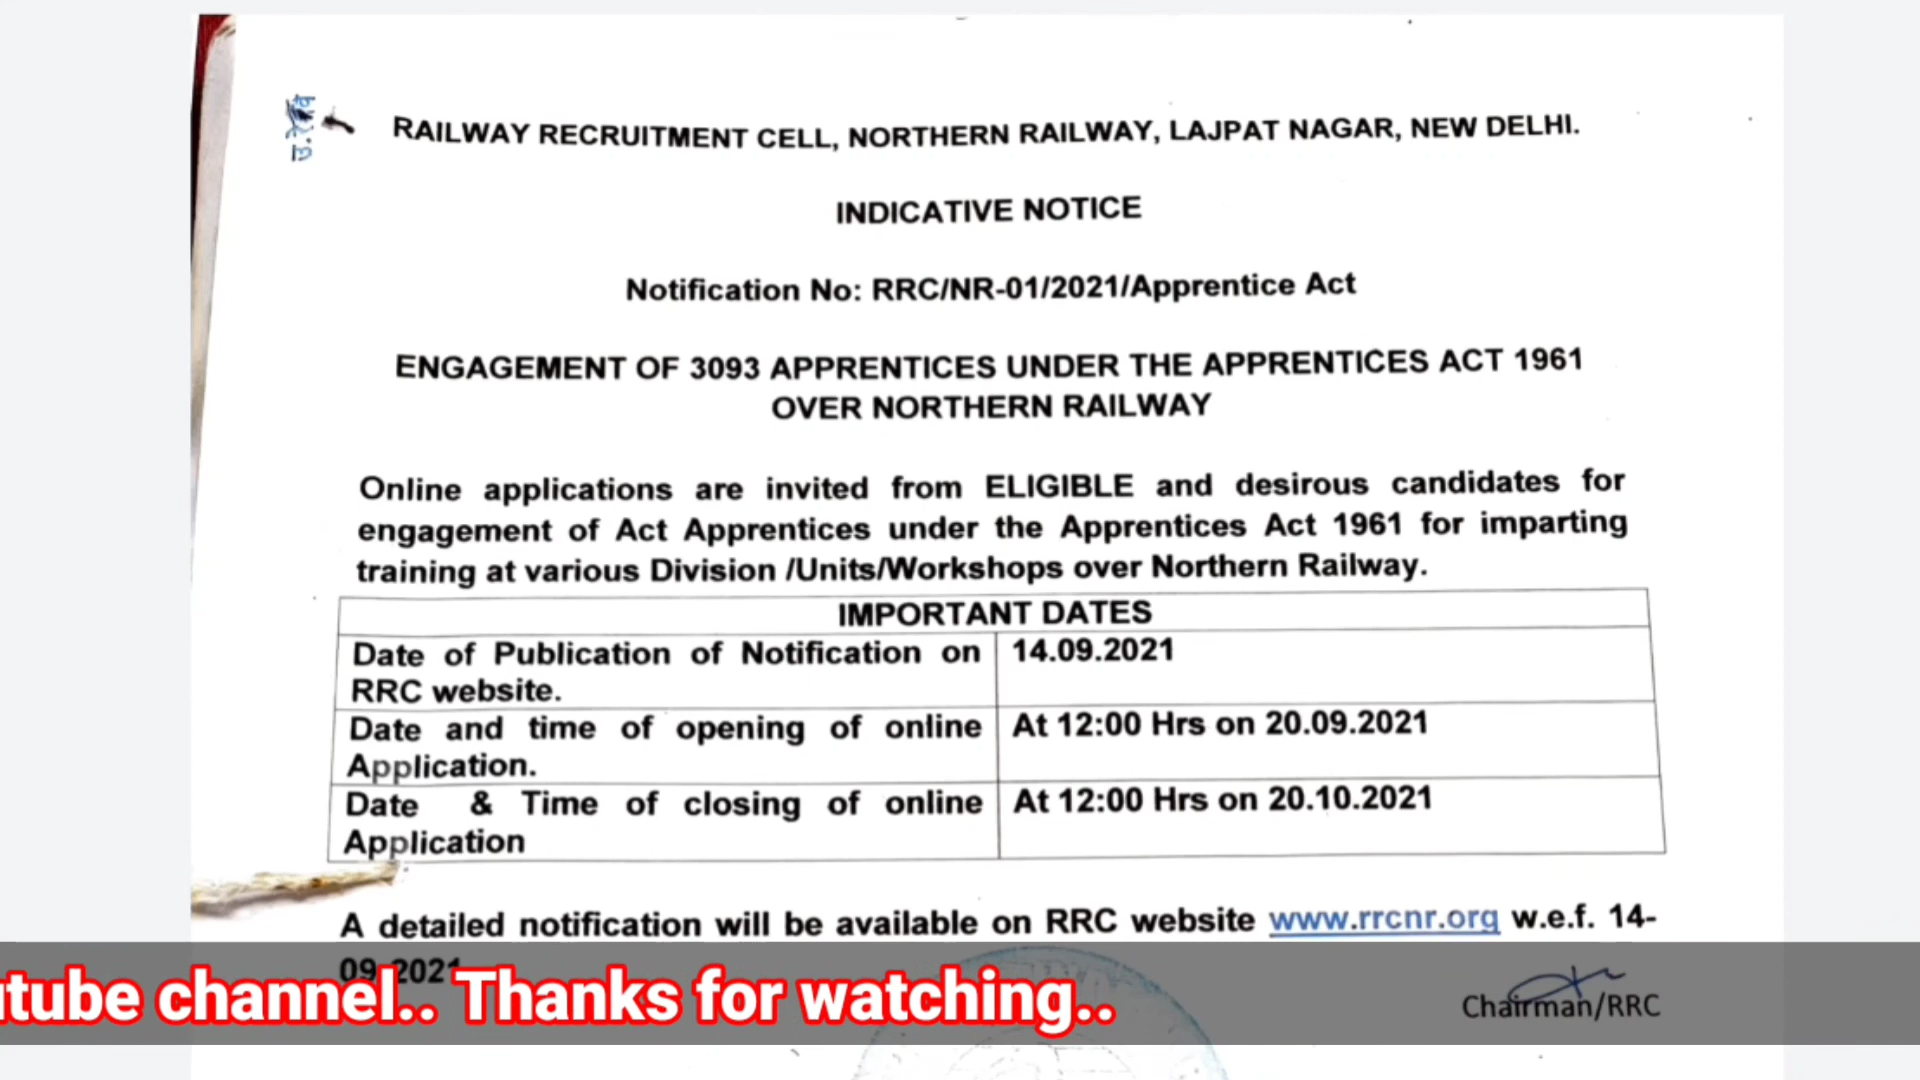 RAILWAY RECRUITMENT CELL, NORTHERN RAILWAY, LAJPAT NAGAR, NEW DELHI.
INDICATIVE NOTICE
Notification No: RRC/NR-01/2021/Apprentice Act
ENGAGEMENT OF 3093 APPRENTICES UNDER THE APPRENTICES ACT 1961
OVER NORTHERN RAILWAY
Online applications are invited from ELIGIBLE and desirous candidates for
engagement of Act Apprentices under the Apprentices Act 1961 for imparting
training at various Division /Units/Workshops over Northern Railway.
IMPORTANT DATES
Date of Publication of Notification on 14.09.2021
RRC website.
Date and time of opening of online At 12:00 Hrs on 20.09.2021
Application.
Date & Time of closing of online At 12:00 Hrs on 20.10.2021
Application
A detailed notification will be available on RRC website www.rrcnr.org w.e.f. 14-
09.2021
utube channel.. Thanks for watching..
Chairman/RRC